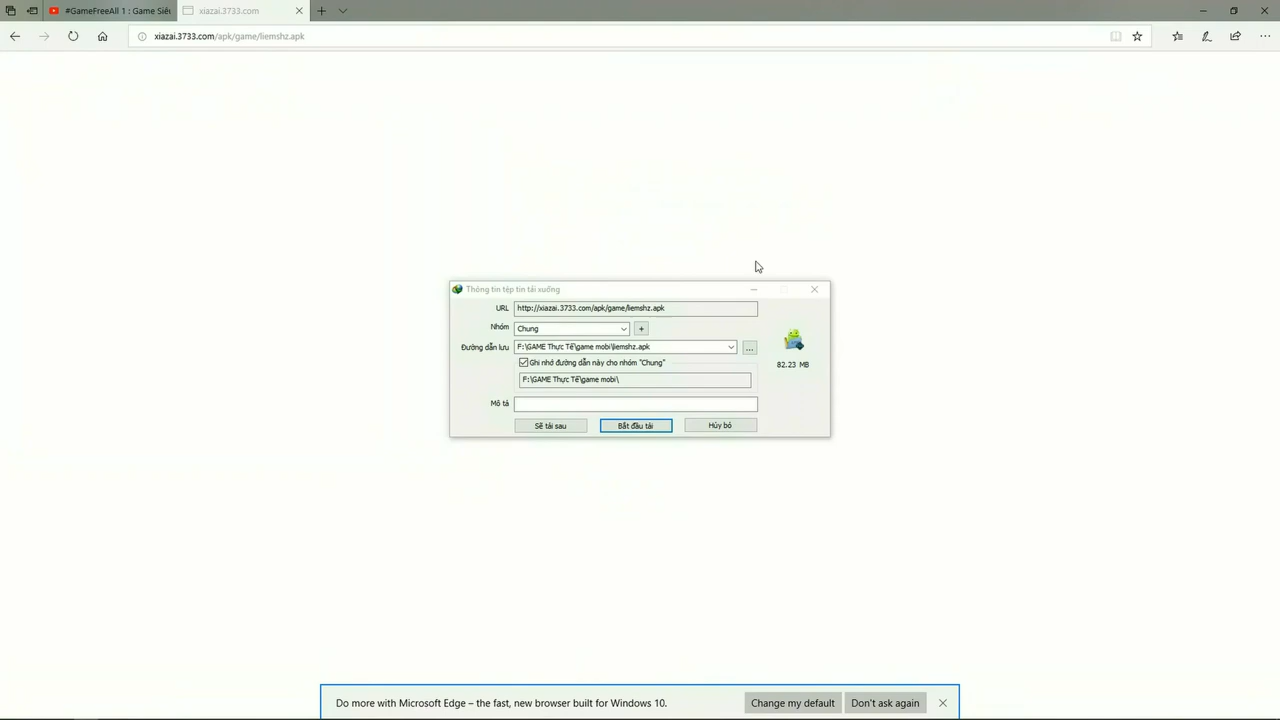 #GameFreeAll 1 : Game Siêu
xiazai.3733.com
xiazai.3733.com/apk/game/liemshz.apk
Thông tin tệp tin tải xuống
URL
http://xiazai.3733.com/apk/game/liemshz.apk
Nhóm
Chung
+
Đường dẫn lưu
F:\GAME Thực Tế\game mobi\liemshz.apk
...
82.23 MB
Ghi nhớ đường dẫn này cho nhóm "Chung"
F:\GAME Thực Tế\game mobi\
Mô tả
Sẽ tải sau
Bắt đầu tải
Hủy bỏ
Do more with Microsoft Edge – the fast, new browser built for Windows 10.
Change my default
Don't ask again